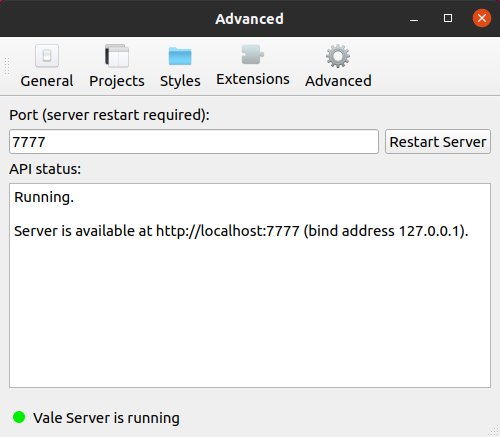 Advanced
General Projects Styles Extensions Advanced
Port (server restart required):
7777 Restart Server
API status:
Running.
Server is available at http://localhost:7777 (bind address 127.0.0.1).
Vale Server is running